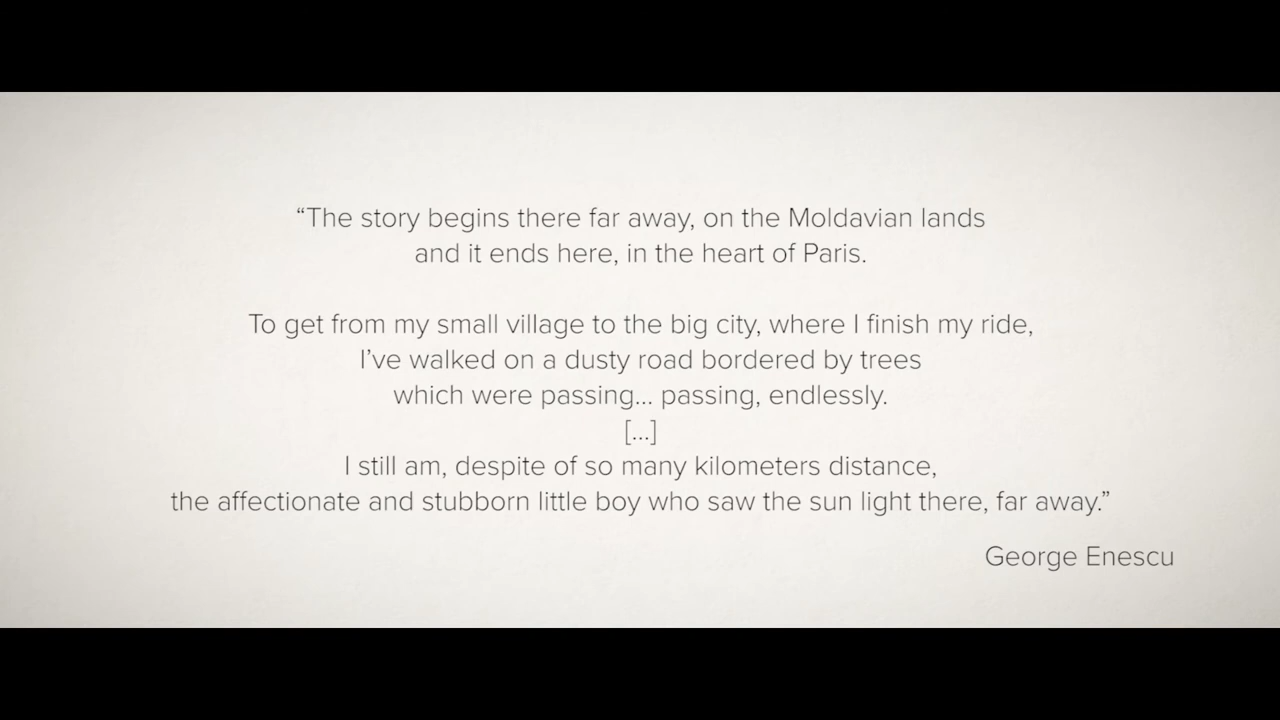 “The story begins there far away, on the Moldavian lands
and it ends here, in the heart of Paris.
To get from my small village to the big city, where I finish my ride,
I’ve walked on a dusty road bordered by trees
which were passing... passing, endlessly.
[...]
I still am, despite of so many kilometers distance,
the affectionate and stubborn little boy who saw the sun light there, far away.”
George Enescu